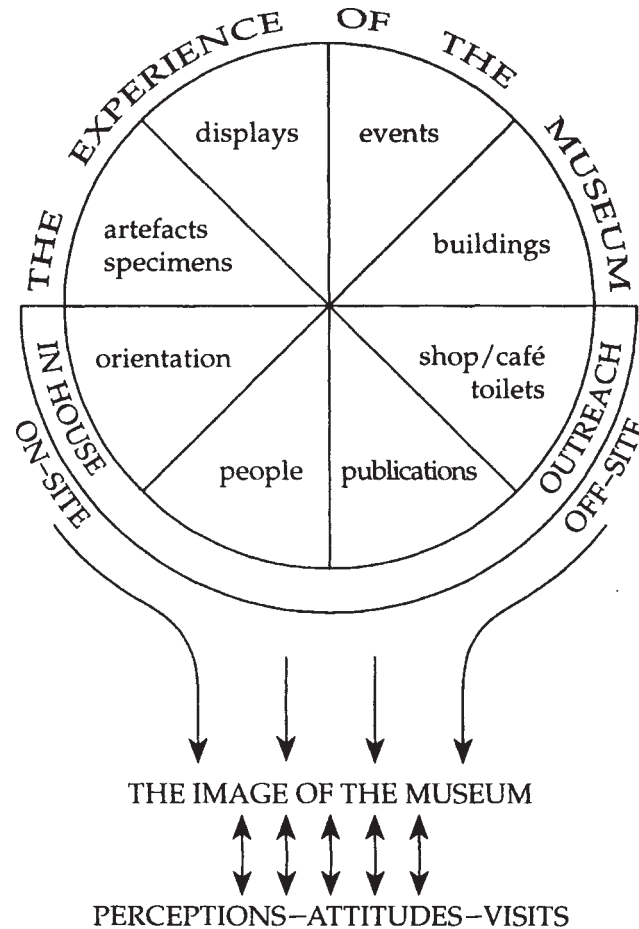 THE EXPERIENCE OF THE MUSEUM
displays
events
artefacts
specimens
buildings
orientation
shop/café
toilets
people
publications
IN HOUSE
OUTREACH
ON–SITE
OFF–SITE
THE IMAGE OF THE MUSEUM
PERCEPTIONS–ATTITUDES–VISITS